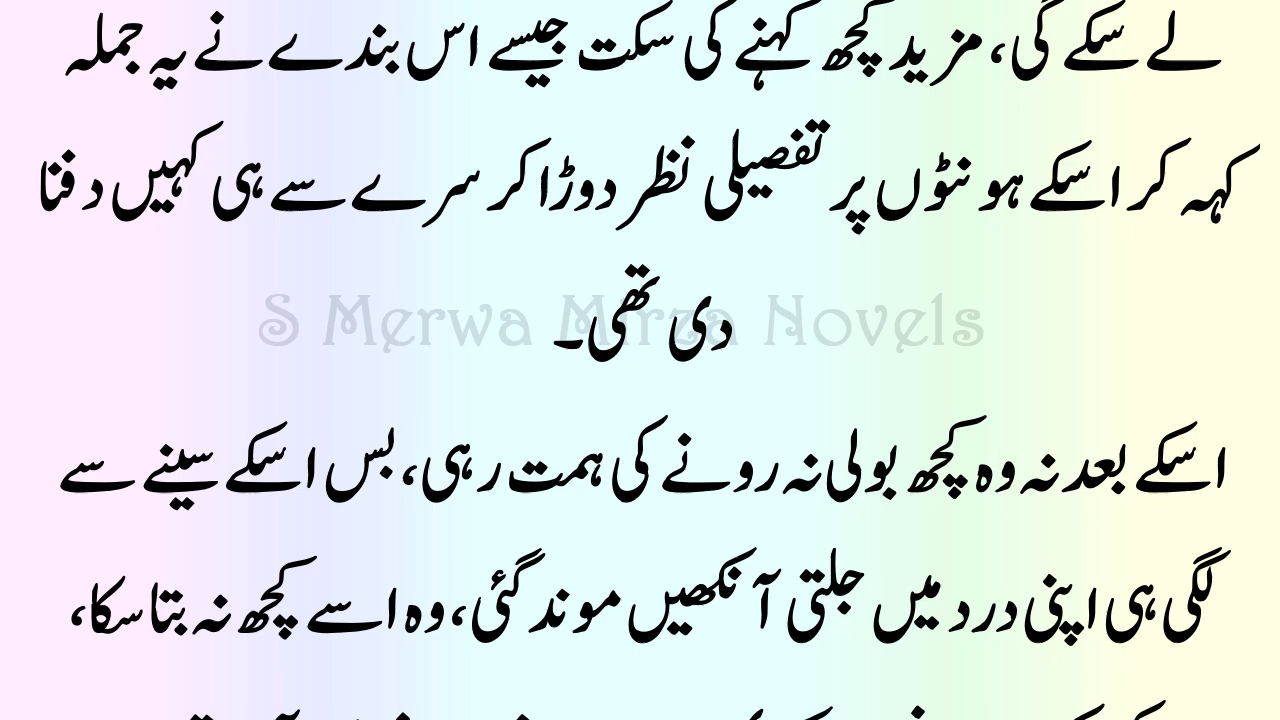 لے سکے گی، مزید کچھ کہنے کی سکت جیسے اس بندے نے یہ جملہ
کہہ کر اسکے ہونٹوں پر تفصیلی نظر دوڑا کر سرے سے ہی کہیں دفنا
دی تھی۔
S Merwa Mirza Novels
اسکے بعد نہ وہ کچھ بولی نہ رونے کی ہمت رہی، بس اسکے سینے سے
لگی ہی اپنی درد میں جلتی آنکھیں موند گئی، وہ اسے کچھ نہ بتا سکا،